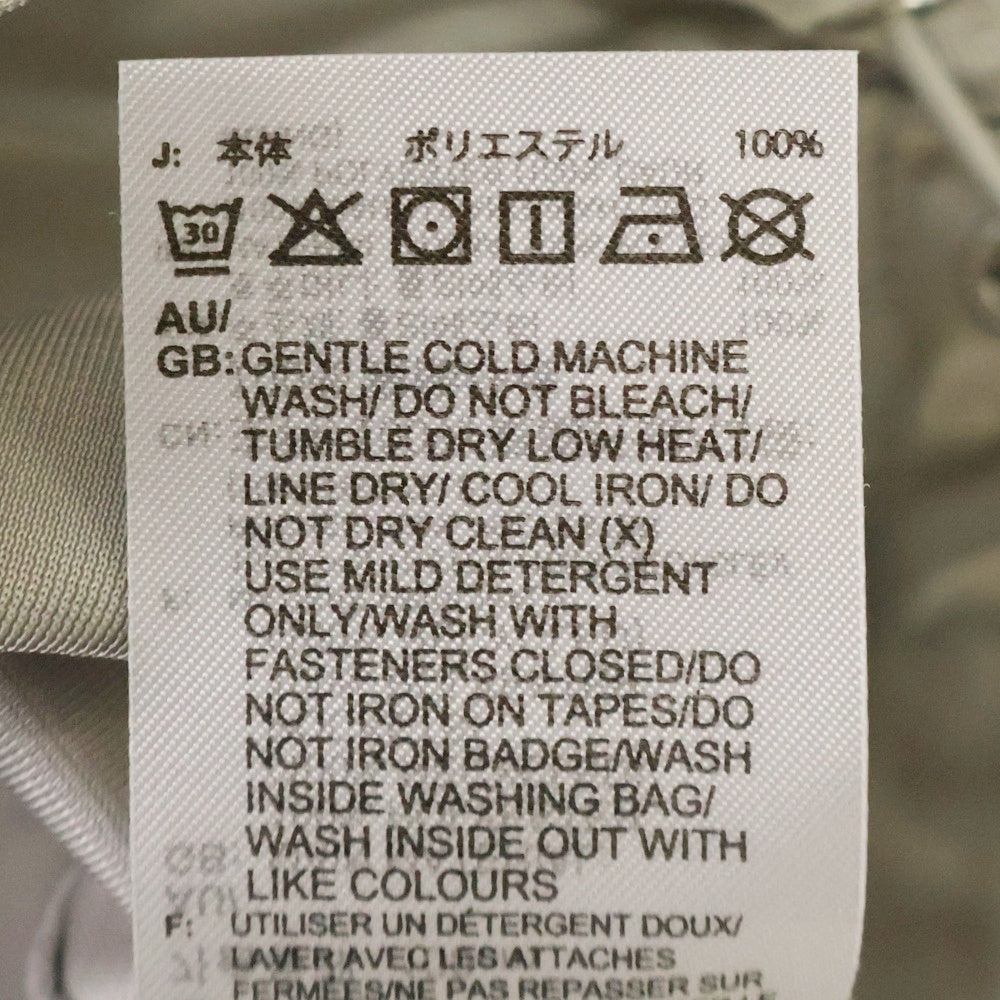 J: 本体 ポリエステル 100%
30
AU/
GB: GENTLE COLD MACHINE
WASH/ DO NOT BLEACH/
TUMBLE DRY LOW HEAT/
LINE DRY/ COOL IRON/ DO
NOT DRY CLEAN (X)
USE MILD DETERGENT
ONLY/WASH WITH
FASTENERS CLOSED/DO
NOT IRON ON TAPES/DO
NOT IRON BADGE/WASH
INSIDE WASHING BAG/
WASH INSIDE OUT WITH
LIKE COLOURS
F: UTILISER UN DÉTERGENT DOUX/
LAVER AVEC LES ATTACHES
FERMÉES/NE PAS REPASSER SUR